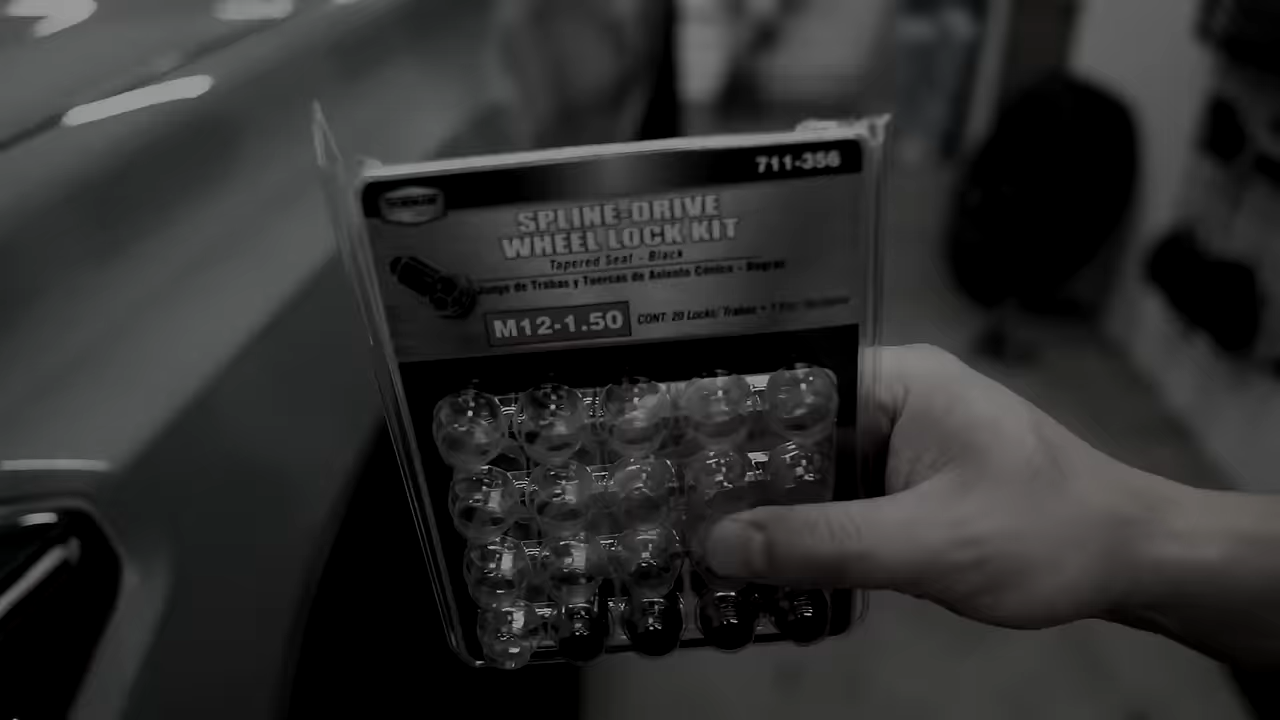 711-356
DORMAN
SPLINE-DRIVE
WHEEL LOCK KIT
Tapered Seat - Black
Juego de Trabas y Tuercas de Asiento Cónico - Negras
M12-1.50
CONT: 20 Locks/Trabas